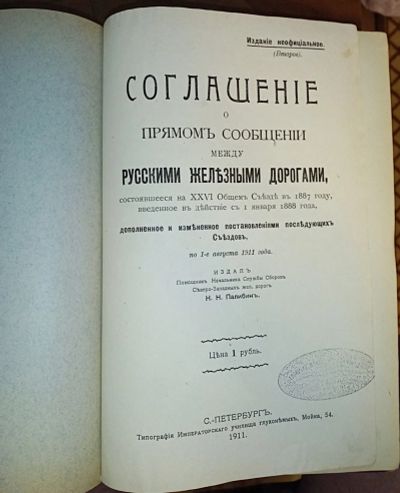 Изданіе неофиціальное.
(Второе).
СОГЛАШЕНІЕ
О
ПРЯМОМЪ СООБЩЕНІИ
МЕЖДУ
РУССКИМИ ЖЕЛѢЗНЫМИ ДОРОГАМИ,
состоявшееся на XXVI Общемъ Съѣздѣ въ 1887 году,
введенное въ дѣйствіе съ 1 января 1888 года,
дополненное и измѣненное постановленіями послѣдующихъ
Съѣздовъ,
по 1-е августа 1911 года.
ИЗДАЛЪ
Помощникъ Начальника Службы Сборовъ
Сѣверо-Западныхъ жел. дорогъ
Н. Н. Палибинъ.
Цѣна 1 рубль.
С.-ПЕТЕРБУРГЪ.
Типографія Императорскаго училища глухонѣмыхъ, Мойка, 54.
1911.